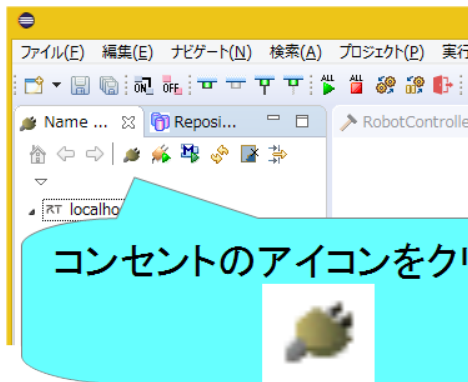 ファイル(F) 編集(E) ナビゲート(N) 検索(A) プロジェクト(P) 実行
ON OFF ALL ALL
Name ... Reposi... RobotControlle
RT localho
コンセントのアイコンをク